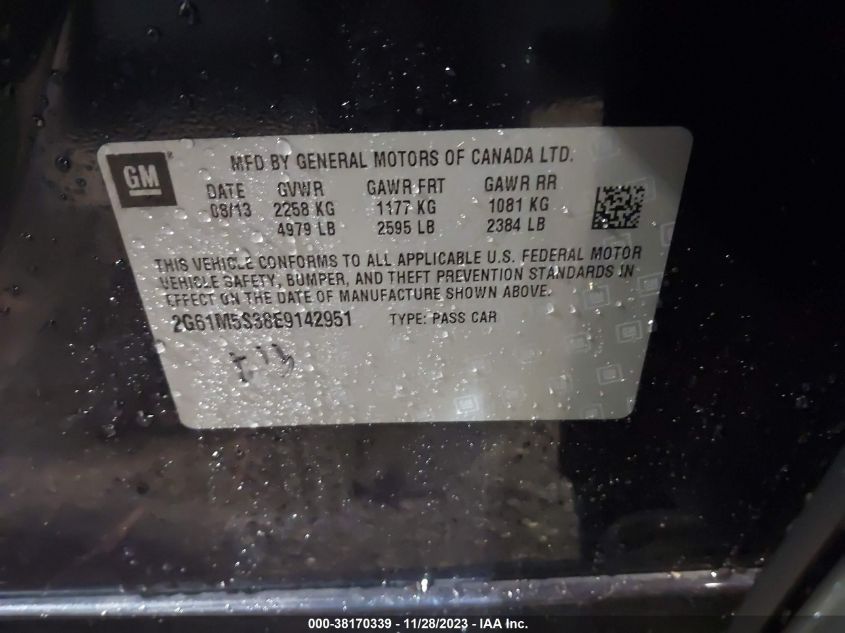 GM
MFD BY GENERAL MOTORS OF CANADA LTD.
DATE GVWR GAWR FRT GAWR RR
08/13 2258 KG 1177 KG 1081 KG
4979 LB 2595 LB 2384 LB
THIS VEHICLE CONFORMS TO ALL APPLICABLE U.S. FEDERAL MOTOR
VEHICLE SAFETY, BUMPER, AND THEFT PREVENTION STANDARDS IN
EFFECT ON THE DATE OF MANUFACTURE SHOWN ABOVE.
2G61M5S38E9142951 TYPE: PASS CAR
000-38170339 - 11/28/2023 - IAA Inc.